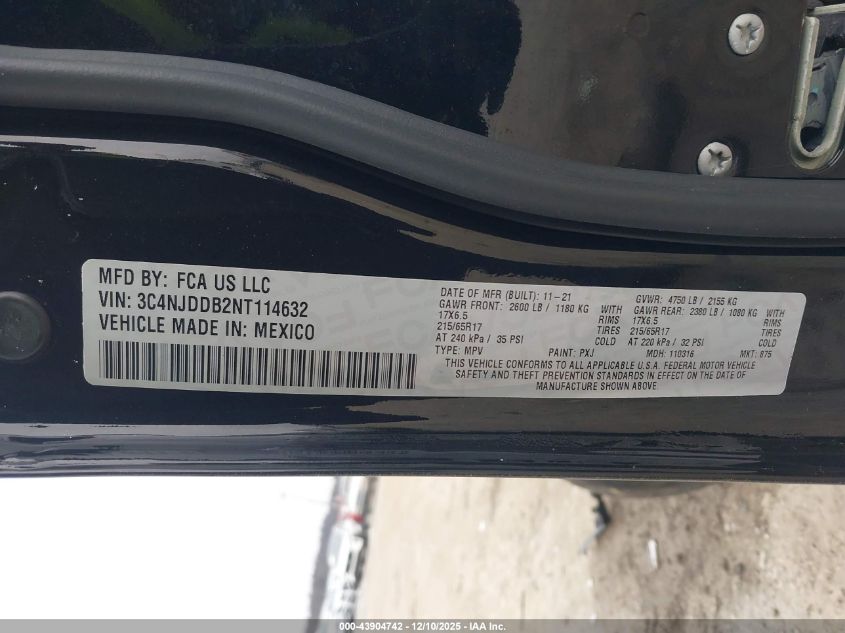 MFD BY: FCA US LLC
VIN: 3C4NJDDB2NT114632
VEHICLE MADE IN: MEXICO
DATE OF MFR (BUILT): 11-21 GVWR: 4750 LB / 2155 KG
GAWR FRONT: 2600 LB / 1180 KG WITH GAWR REAR: 2380 LB / 1080 KG WITH
17X6.5 RIMS 17X6.5 RIMS
215/65R17 TIRES 215/65R17 TIRES
AT 240 kPa / 35 PSI COLD AT 220 kPa / 32 PSI COLD
TYPE: MPV PAINT: PXJ MDH: 110316 MKT: 875
THIS VEHICLE CONFORMS TO ALL APPLICABLE U.S.A. FEDERAL MOTOR VEHICLE
SAFETY AND THEFT PREVENTION STANDARDS IN EFFECT ON THE DATE OF
MANUFACTURE SHOWN ABOVE.
000-43904742 - 12/10/2025 - IAA Inc.